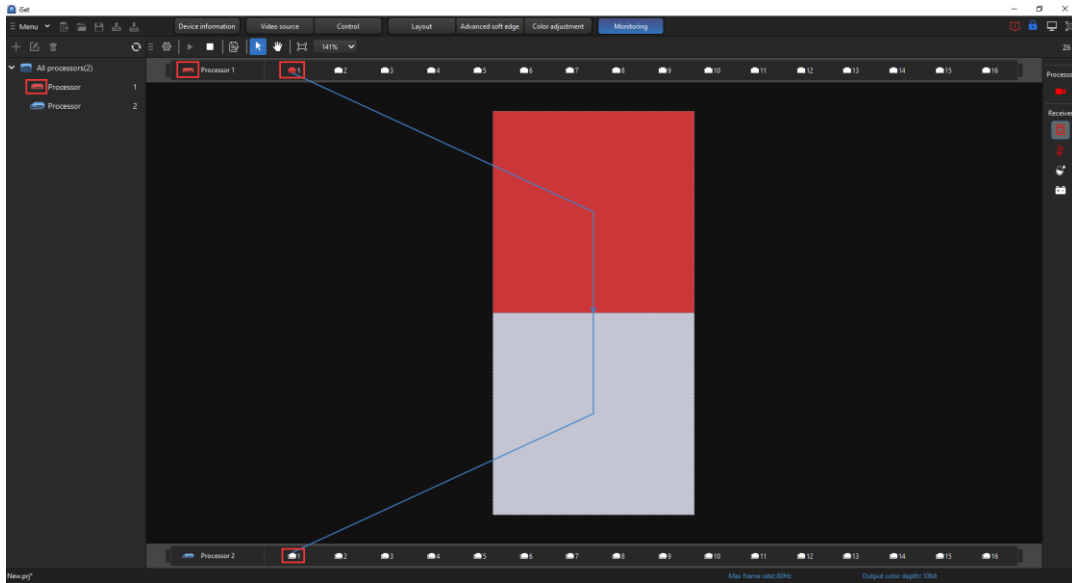 iSet
Menu
Device information Video source Control Layout Advanced soft edge Color adjustment Monitoring
141% Z6
All processors(2)
Processor 1
Processor 2
Processor 1 1 2 3 4 5 6 7 8 9 10 11 12 13 14 15 16
Processo
Receiver
Processor 2 1 2 3 4 5 6 7 8 9 10 11 12 13 14 15 16
New.prj* Max frame rate: 60Hz Output color depth: 10bit